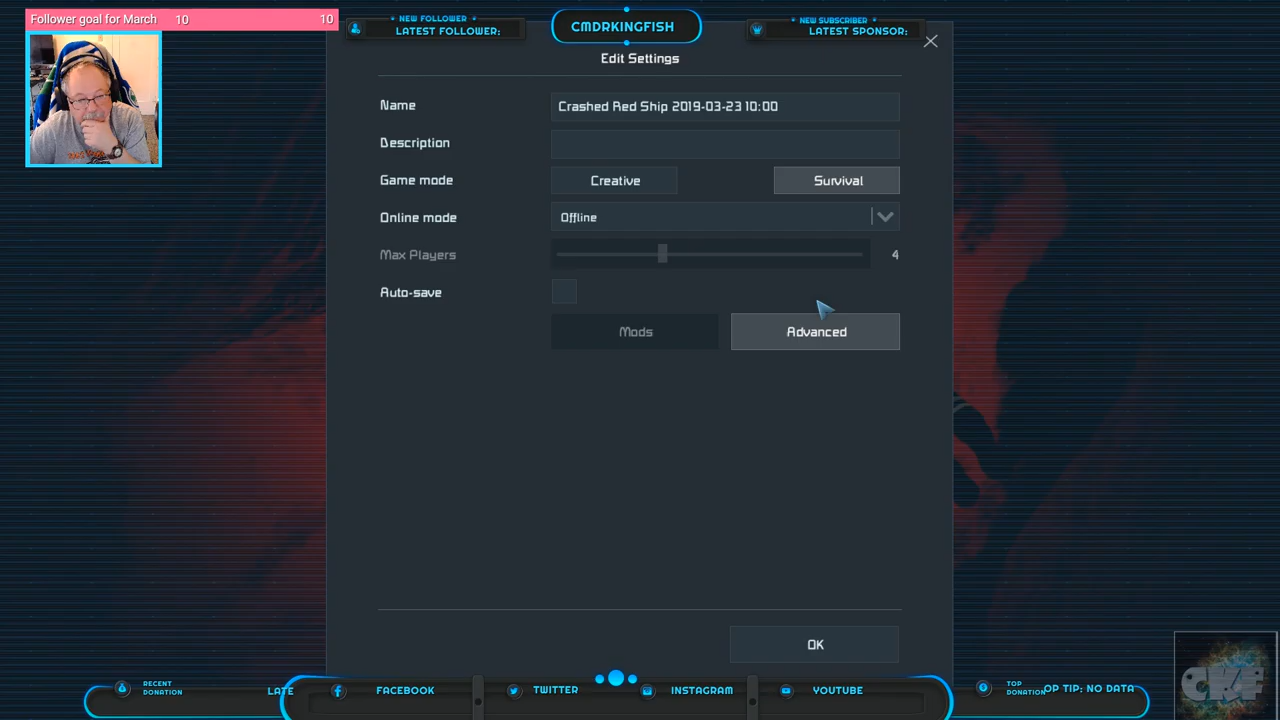 Follower goal for March 10 10
NEW FOLLOWER
LATEST FOLLOWER:
CMDRKINGFISH
NEW SUBSCRIBER
LATEST SPONSOR:
Edit Settings
Name Crashed Red Ship 2019-03-23 10:00
Description
Game mode Creative Survival
Online mode Offline
Max Players 4
Auto-save
Mods Advanced
OK
RECENT
DONATION
LATE
FACEBOOK
TWITTER
INSTAGRAM
YOUTUBE
TOP
DONATION
OP TIP: NO DATA
CKF